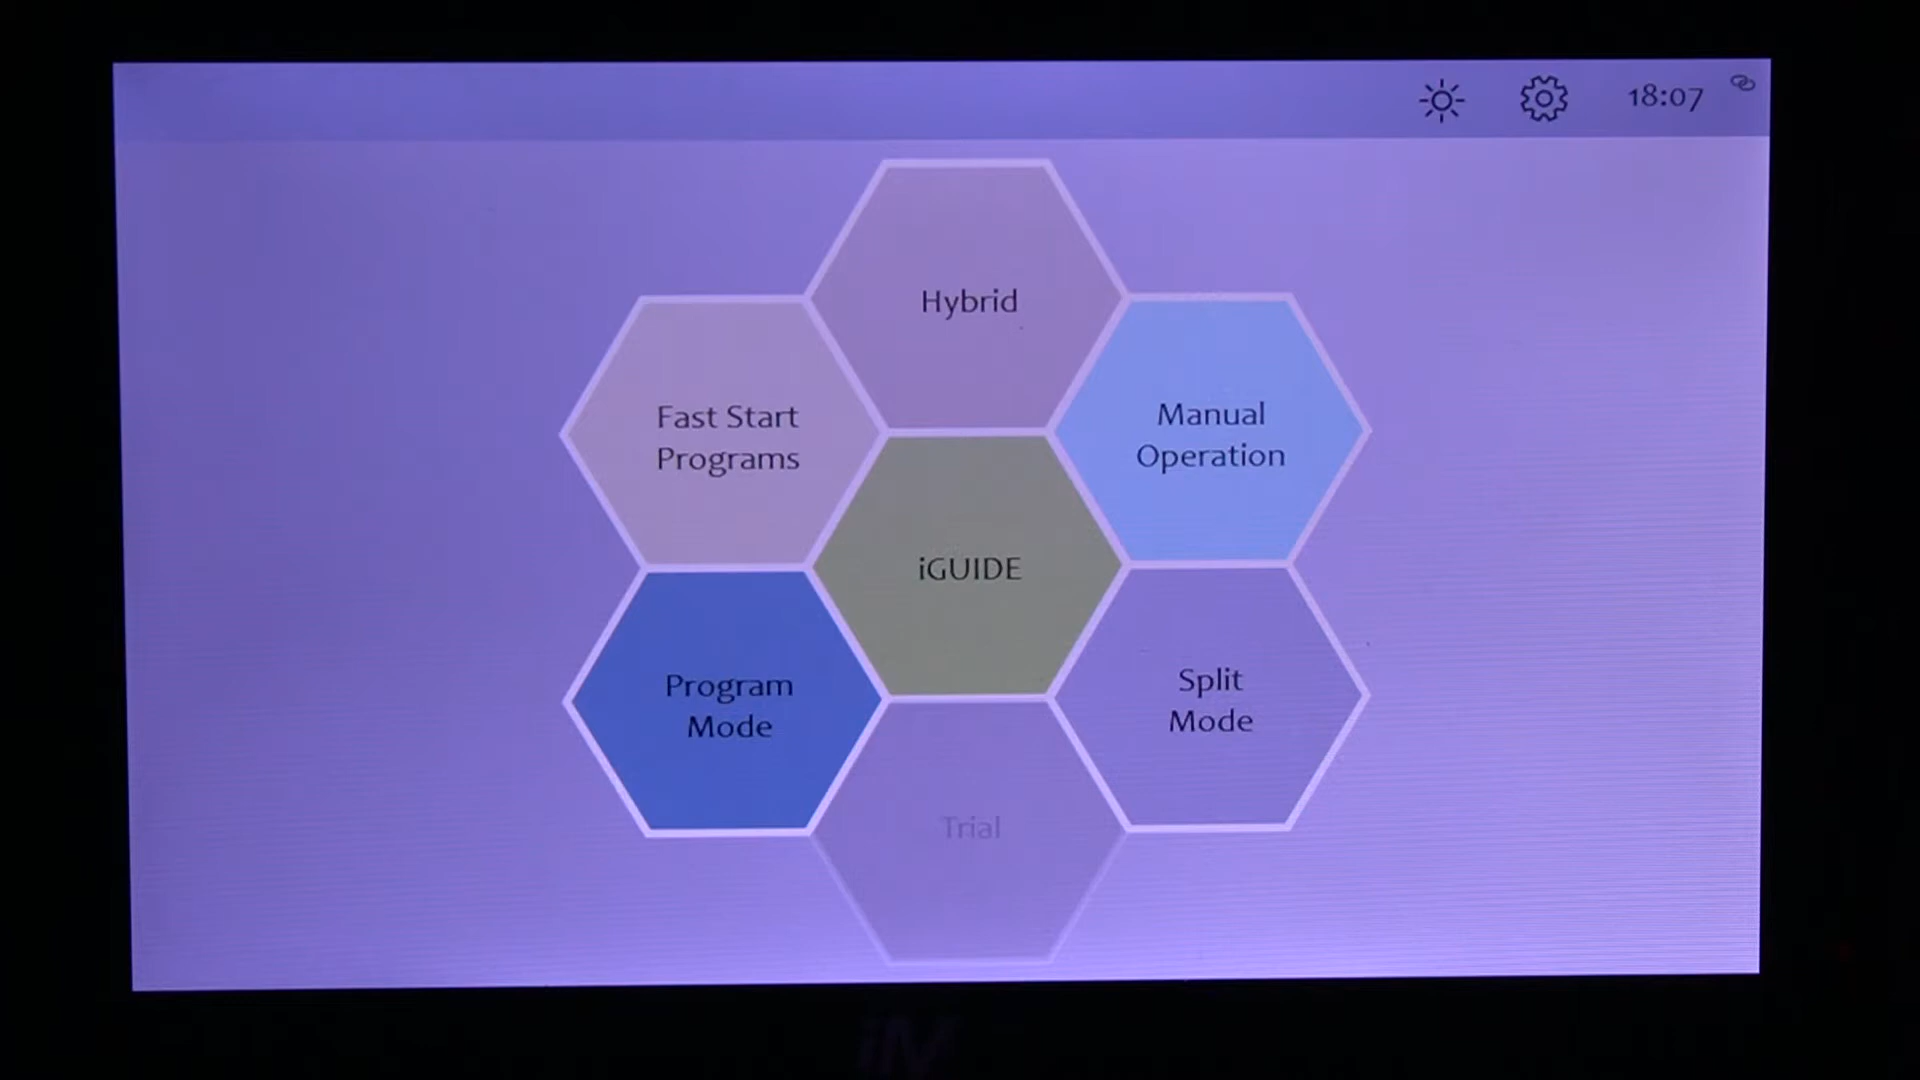 18:07
Hybrid
Fast Start
Programs
Manual
Operation
iGUIDE
Program
Mode
Split
Mode
Trial